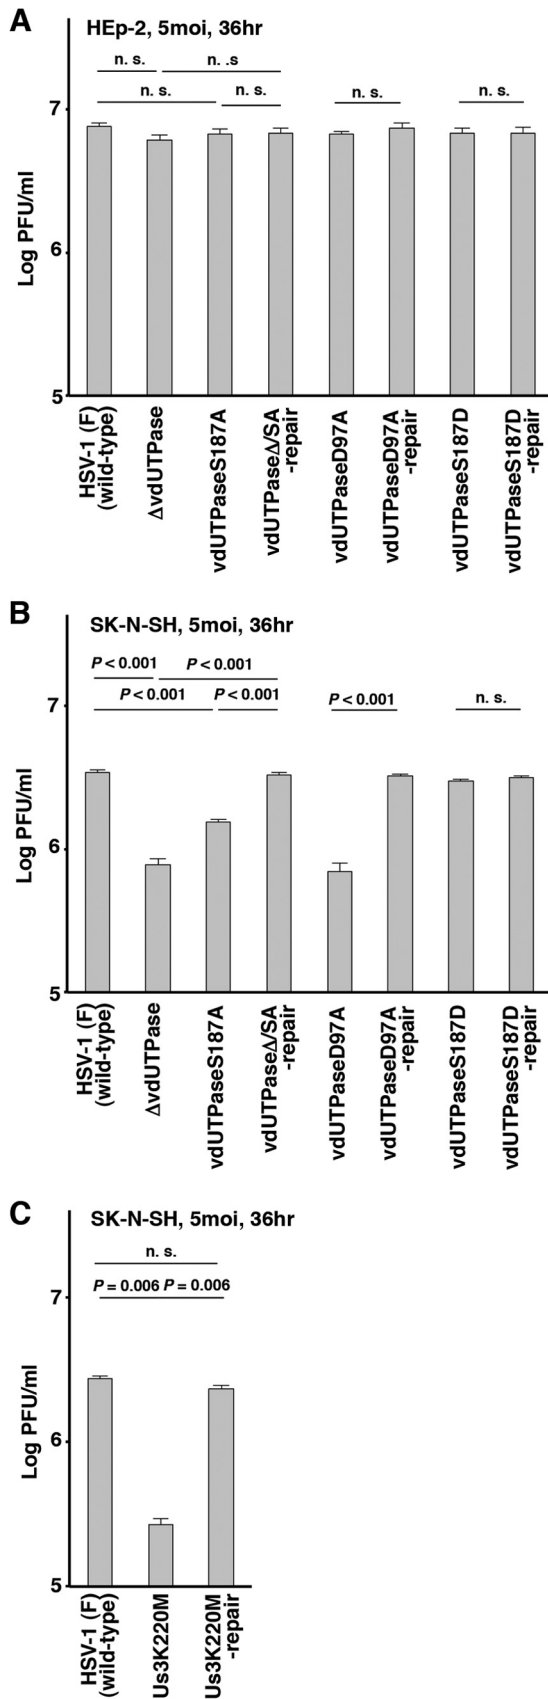 A
HEp-2, 5moi, 36hr
n. s.
n. .s
n. s.
n. s.
n. s.
n. s.
7
6
5
Log PFU/ml
HSV-1 (F)
(wild-type)
ΔvdUTPase
vdUTPaseS187A
vdUTPaseΔ/SA
-repair
vdUTPaseD97A
vdUTPaseD97A
-repair
vdUTPaseS187D
vdUTPaseS187D
-repair
B
SK-N-SH, 5moi, 36hr
P < 0.001
P < 0.001
P < 0.001
P < 0.001
P < 0.001
n. s.
7
6
5
Log PFU/ml
HSV-1 (F)
(wild-type)
ΔvdUTPase
vdUTPaseS187A
vdUTPaseΔ/SA
-repair
vdUTPaseD97A
vdUTPaseD97A
-repair
vdUTPaseS187D
vdUTPaseS187D
-repair
C
SK-N-SH, 5moi, 36hr
n. s.
P = 0.006 P = 0.006
7
6
5
Log PFU/ml
HSV-1 (F)
(wild-type)
Us3K220M
Us3K220M
-repair